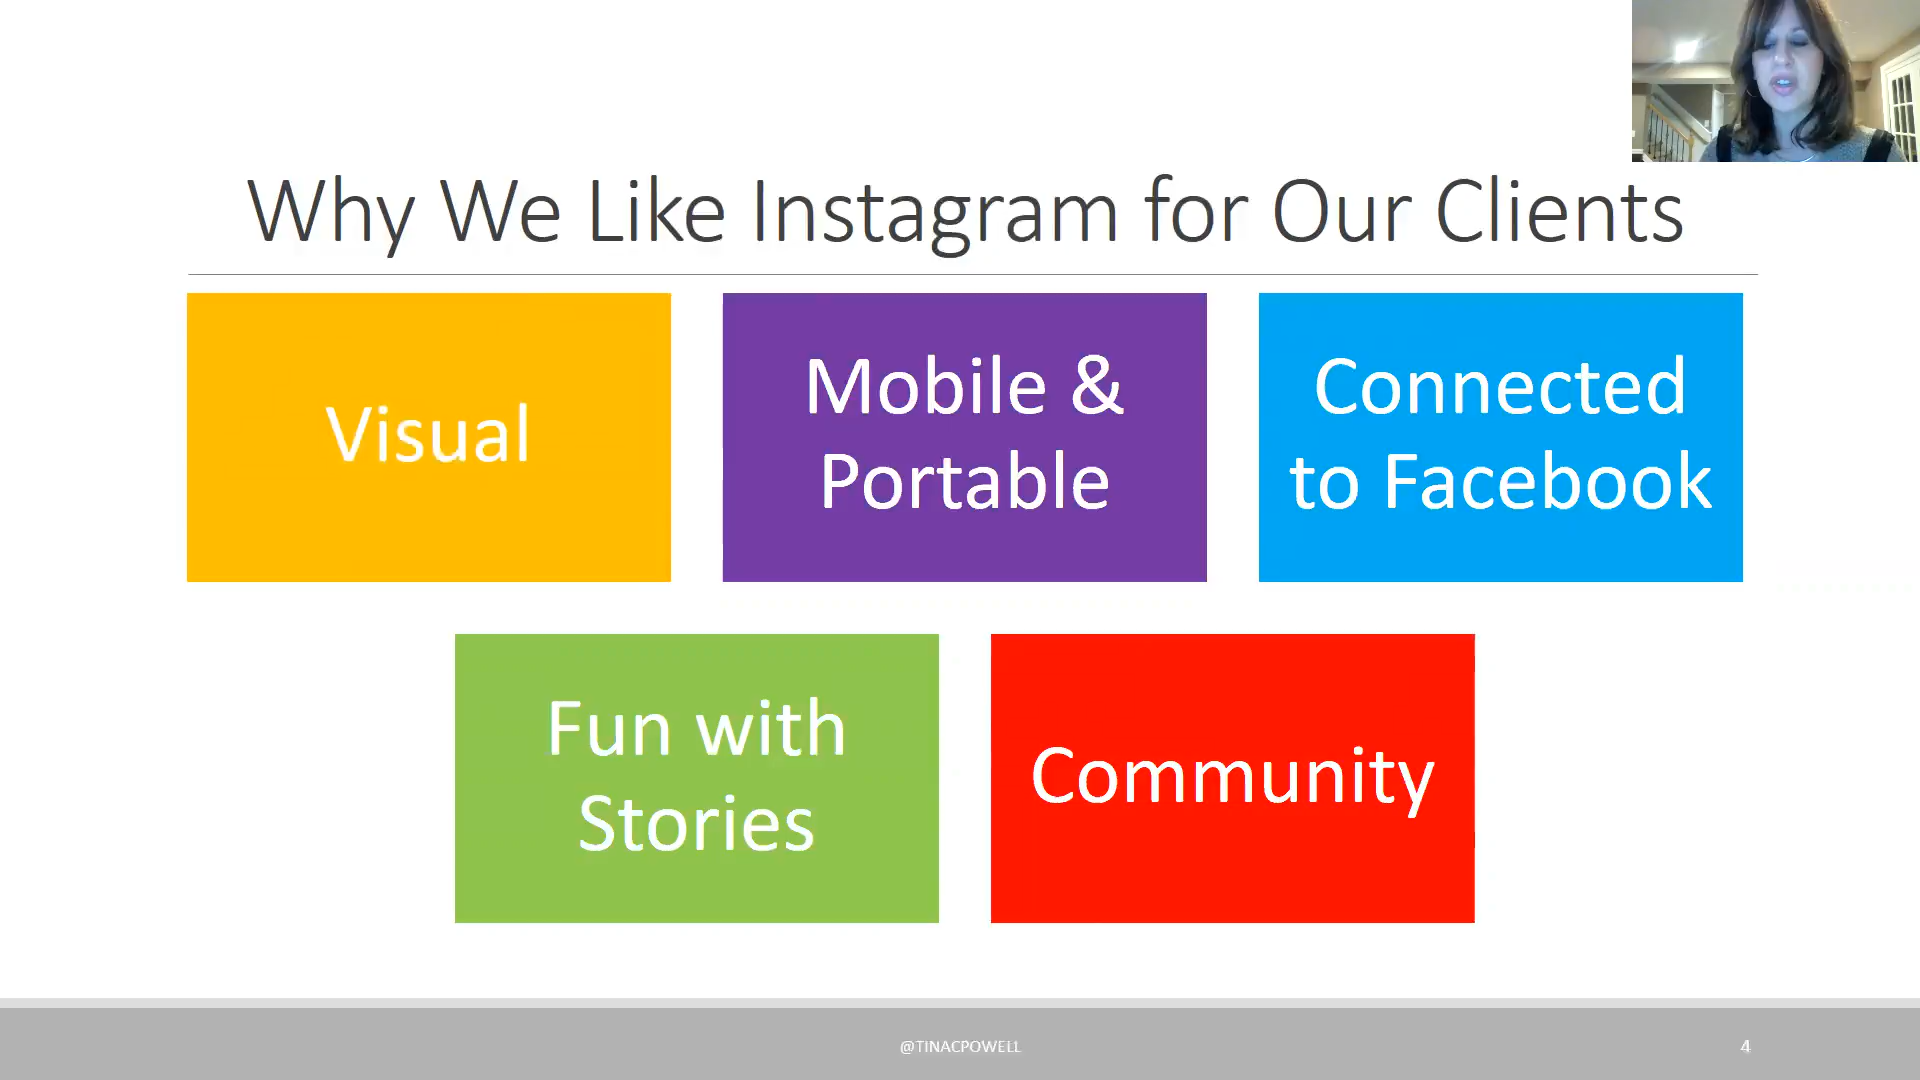 Why We Like Instagram for Our Clients
Visual
Mobile &
Portable
Connected
to Facebook
Fun with
Stories
Community
@TINACPOWELL
4